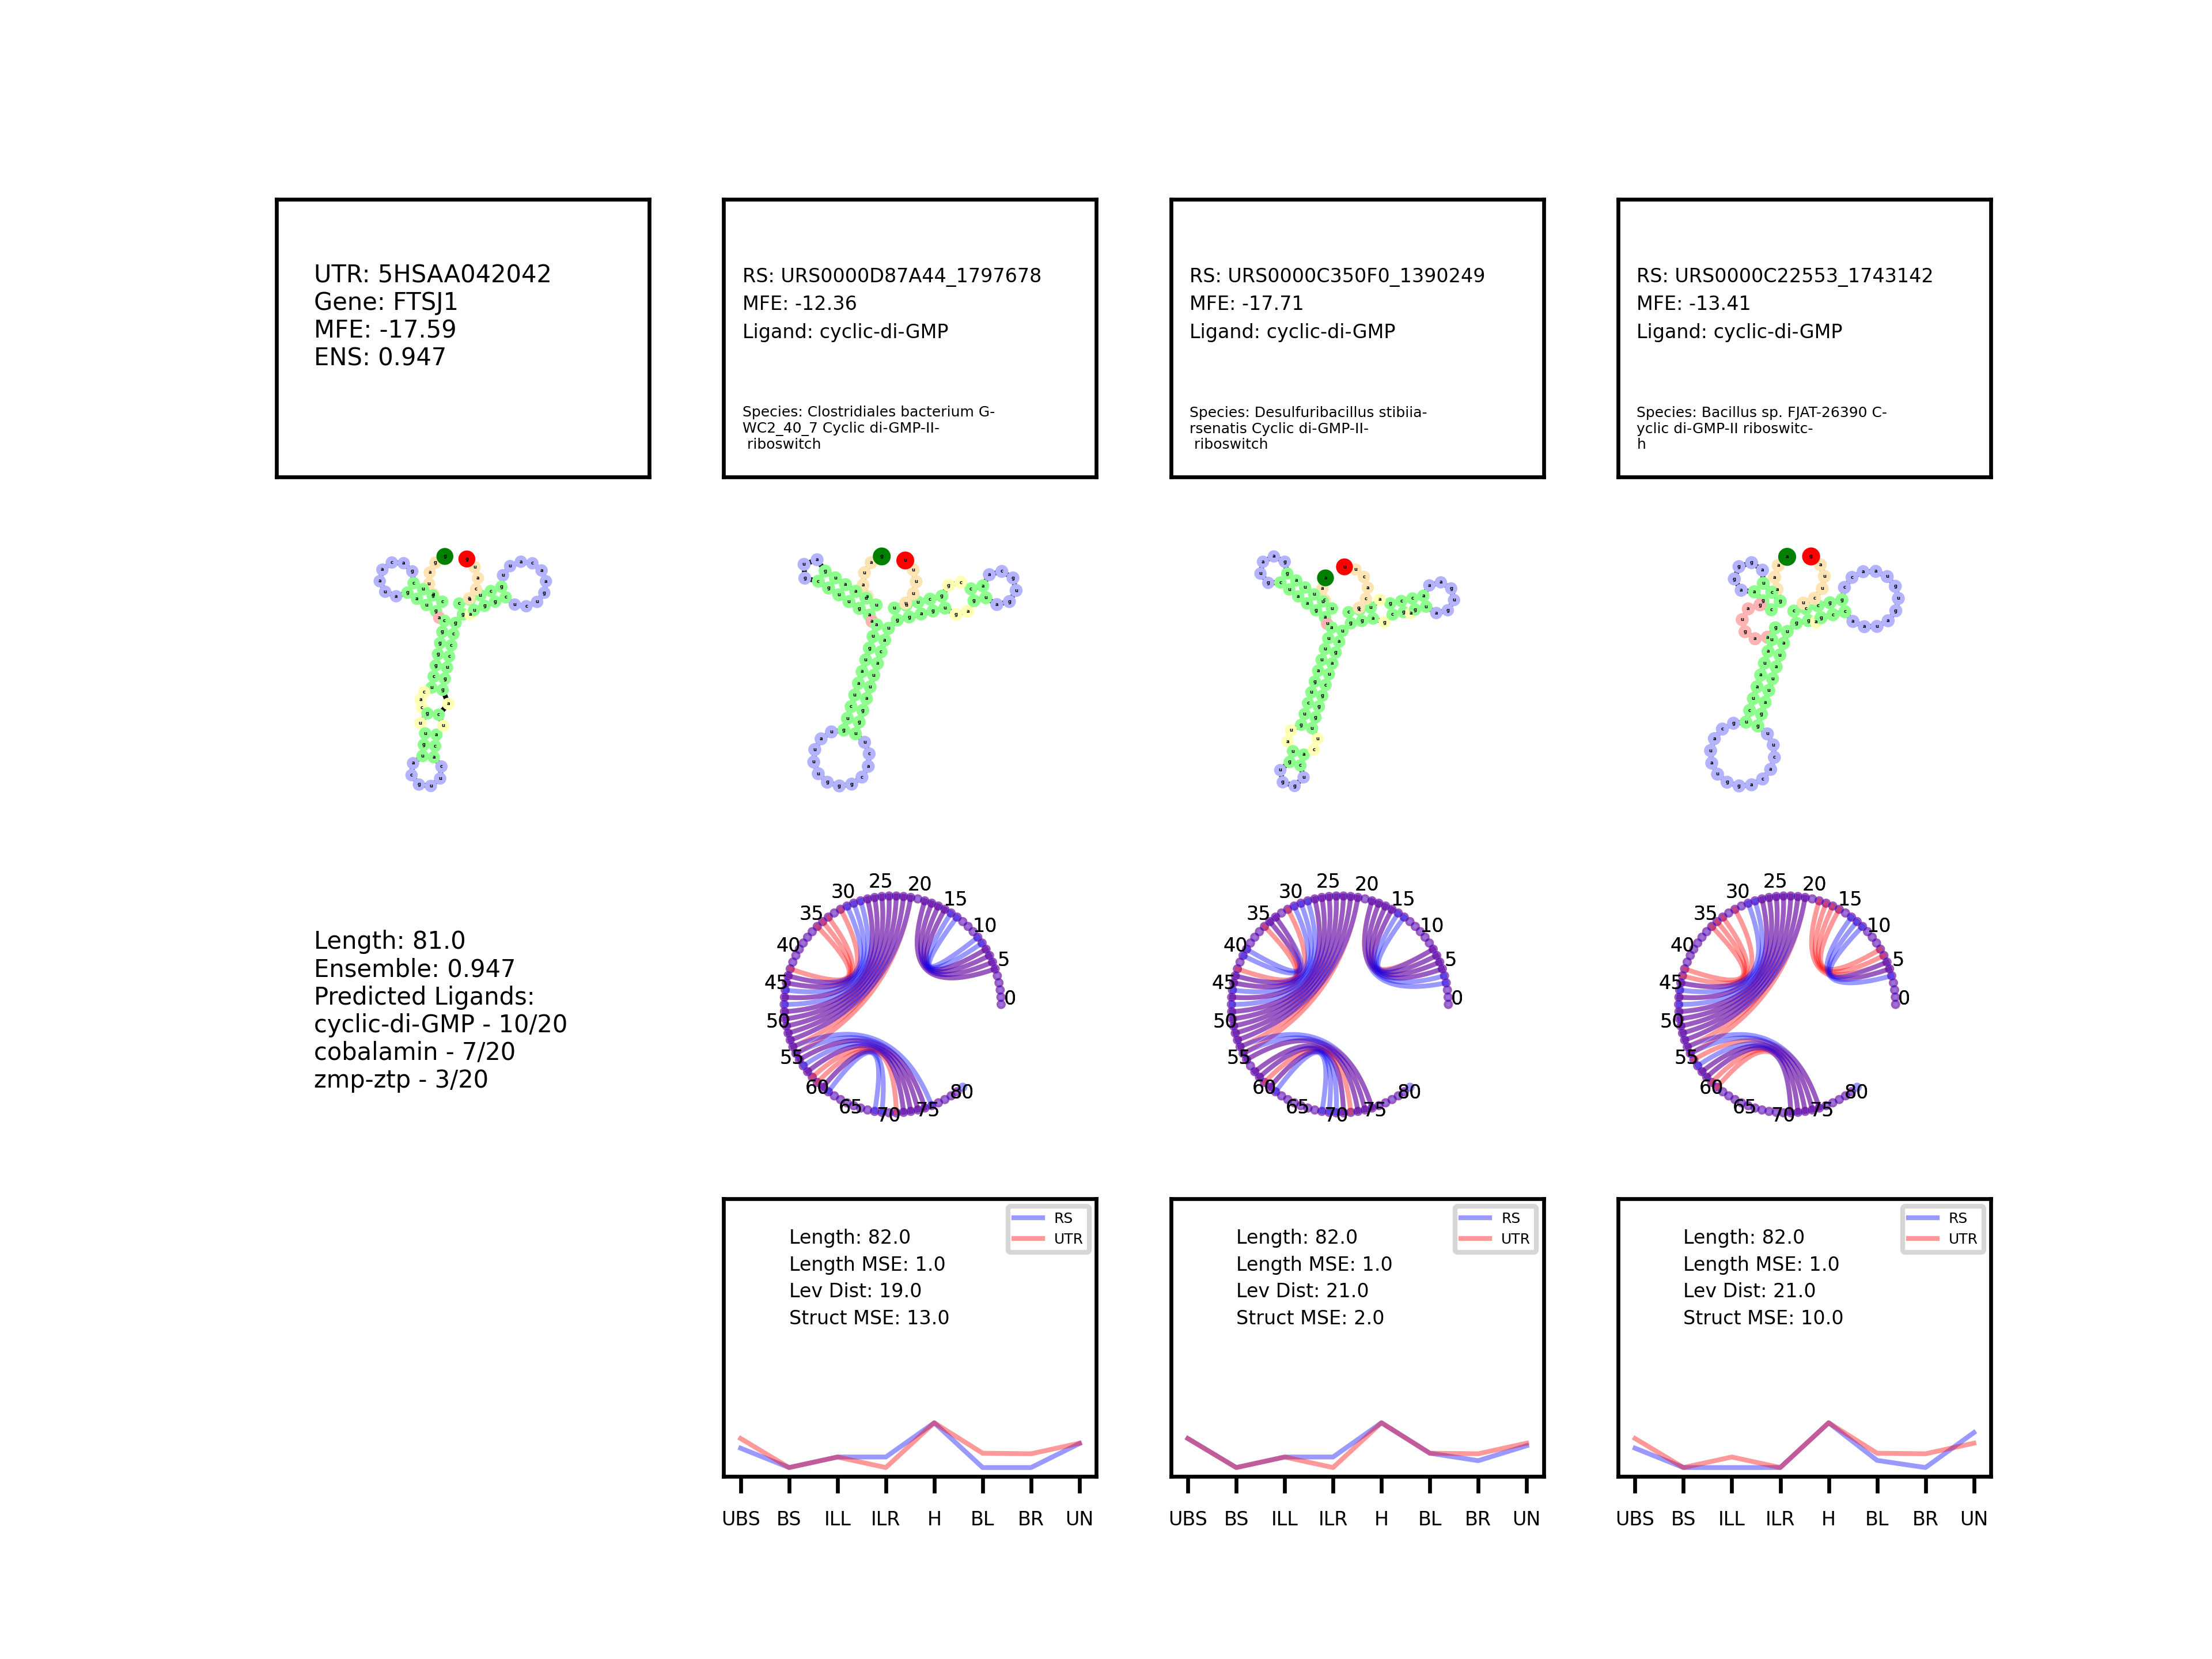 UTR: 5HSAA042042
Gene: FTSJ1
MFE: -17.59
ENS: 0.947
RS: URS0000D87A44_1797678
MFE: -12.36
Ligand: cyclic-di-GMP
Species: Clostridiales bacterium G-
WC2_40_7 Cyclic di-GMP-II-
riboswitch
RS: URS0000C350F0_1390249
MFE: -17.71
Ligand: cyclic-di-GMP
Species: Desulfuribacillus stibiia-
rsenatis Cyclic di-GMP-II-
riboswitch
RS: URS0000C22553_1743142
MFE: -13.41
Ligand: cyclic-di-GMP
Species: Bacillus sp. FJAT-26390 C-
yclic di-GMP-II riboswitc-
h
Length: 81.0
Ensemble: 0.947
Predicted Ligands:
cyclic-di-GMP - 10/20
cobalamin - 7/20
zmp-ztp - 3/20
0 5 10 15 20 25 30 35 40 45 50 55 60 65 70 75 80
0 5 10 15 20 25 30 35 40 45 50 55 60 65 70 75 80
0 5 10 15 20 25 30 35 40 45 50 55 60 65 70 75 80
RS
UTR
Length: 82.0
Length MSE: 1.0
Lev Dist: 19.0
Struct MSE: 13.0
UBS BS ILL ILR H BL BR UN
RS
UTR
Length: 82.0
Length MSE: 1.0
Lev Dist: 21.0
Struct MSE: 2.0
UBS BS ILL ILR H BL BR UN
RS
UTR
Length: 82.0
Length MSE: 1.0
Lev Dist: 21.0
Struct MSE: 10.0
UBS BS ILL ILR H BL BR UN